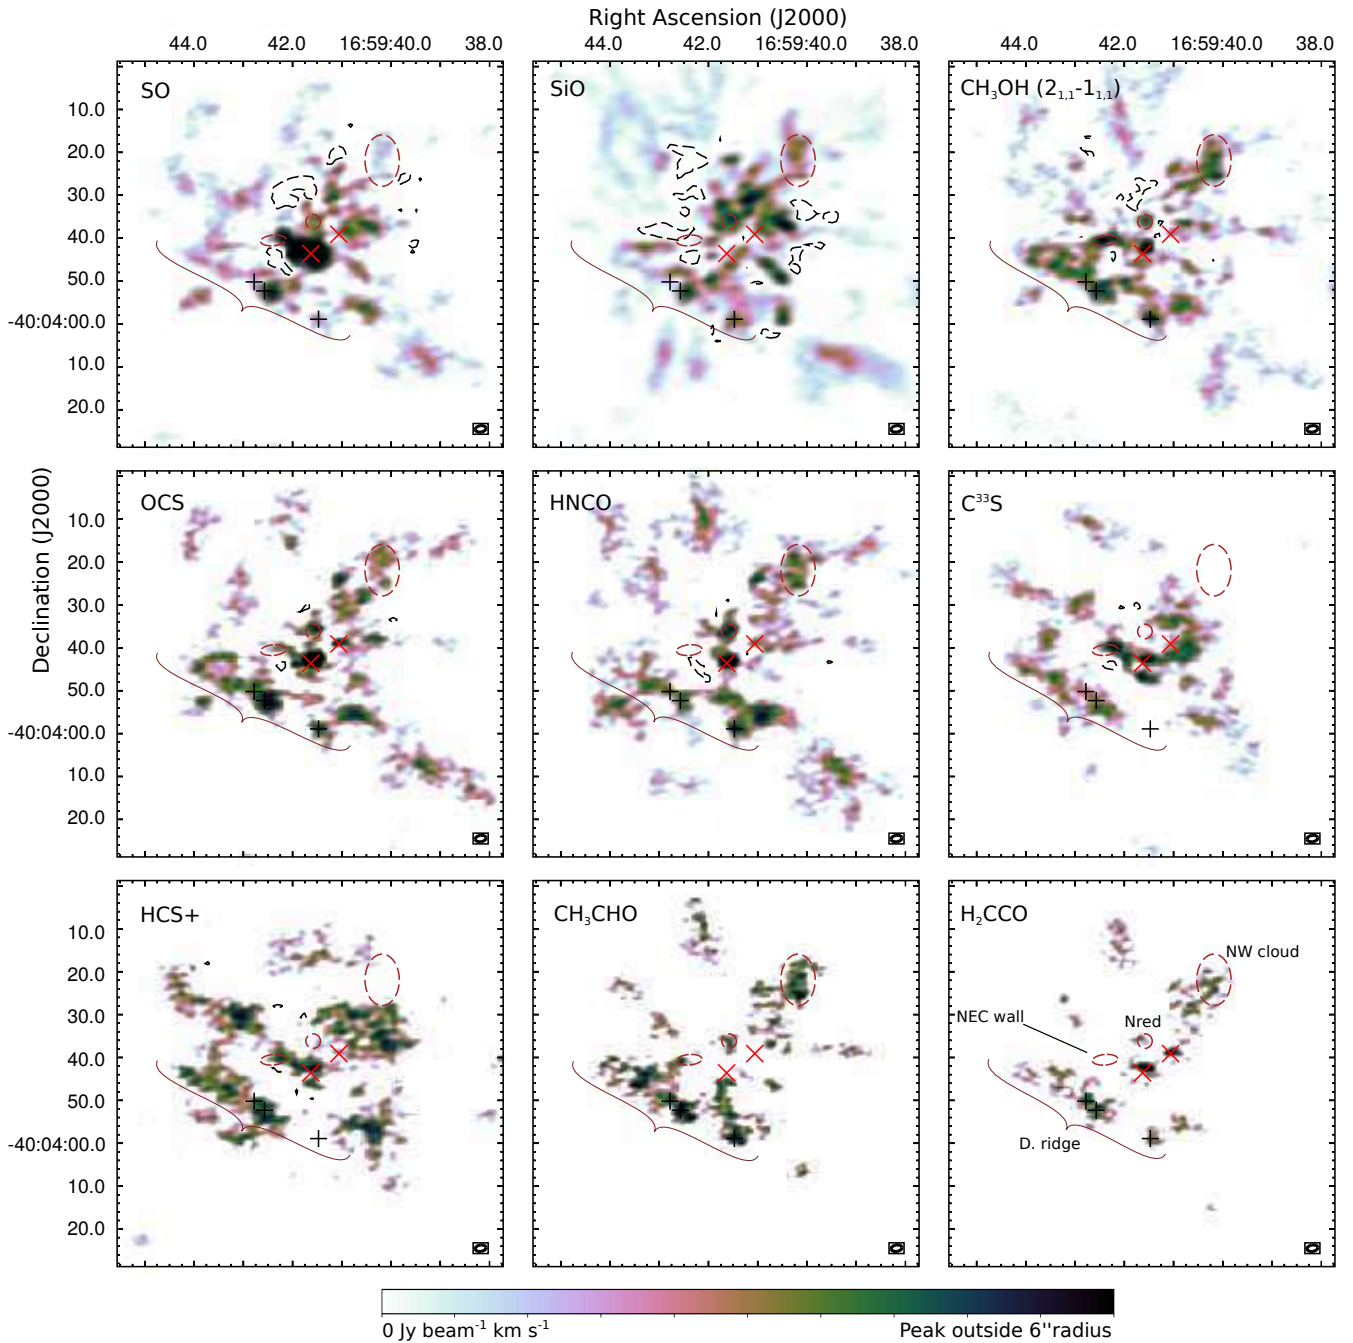 Right Ascension (J2000)
44.0 42.0 16:59:40.0 38.0 44.0 42.0 16:59:40.0 38.0 44.0 42.0 16:59:40.0 38.0
SO SiO CH₃OH (2₁,₁-1₁,₁)
10.0
20.0
30.0
40.0
50.0
-40:04:00.0
10.0
20.0
Declination (J2000)
OCS HNCO C³³S
10.0
20.0
30.0
40.0
50.0
-40:04:00.0
10.0
20.0
HCS+ CH₃CHO H₂CCO
10.0
NW cloud
20.0
NEC wall Nred
30.0
40.0
50.0
D. ridge
-40:04:00.0
10.0
20.0
0 Jy beam⁻¹ km s⁻¹ Peak outside 6''radius